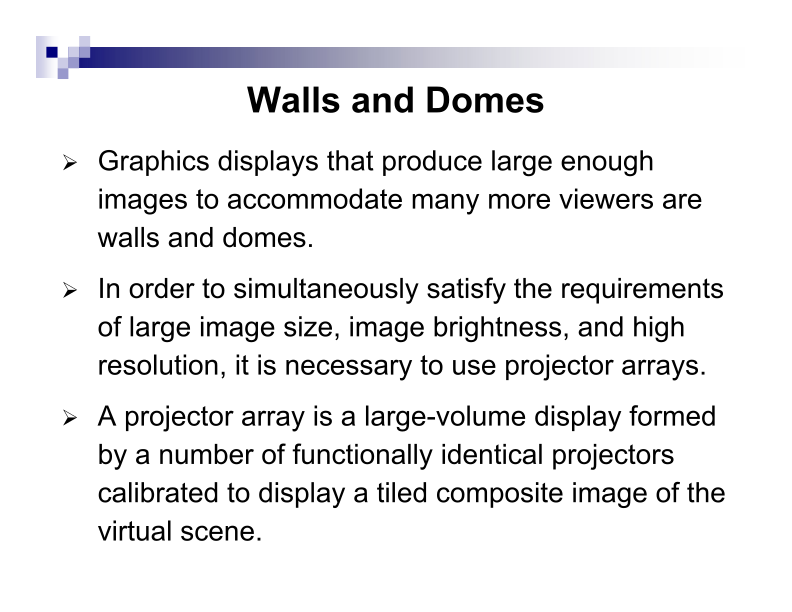 Walls and Domes
Graphics displays that produce large enough
images to accommodate many more viewers are
walls and domes.
In order to simultaneously satisfy the requirements
of large image size, image brightness, and high
resolution, it is necessary to use projector arrays.
A projector array is a large-volume display formed
by a number of functionally identical projectors
calibrated to display a tiled composite image of the
virtual scene.